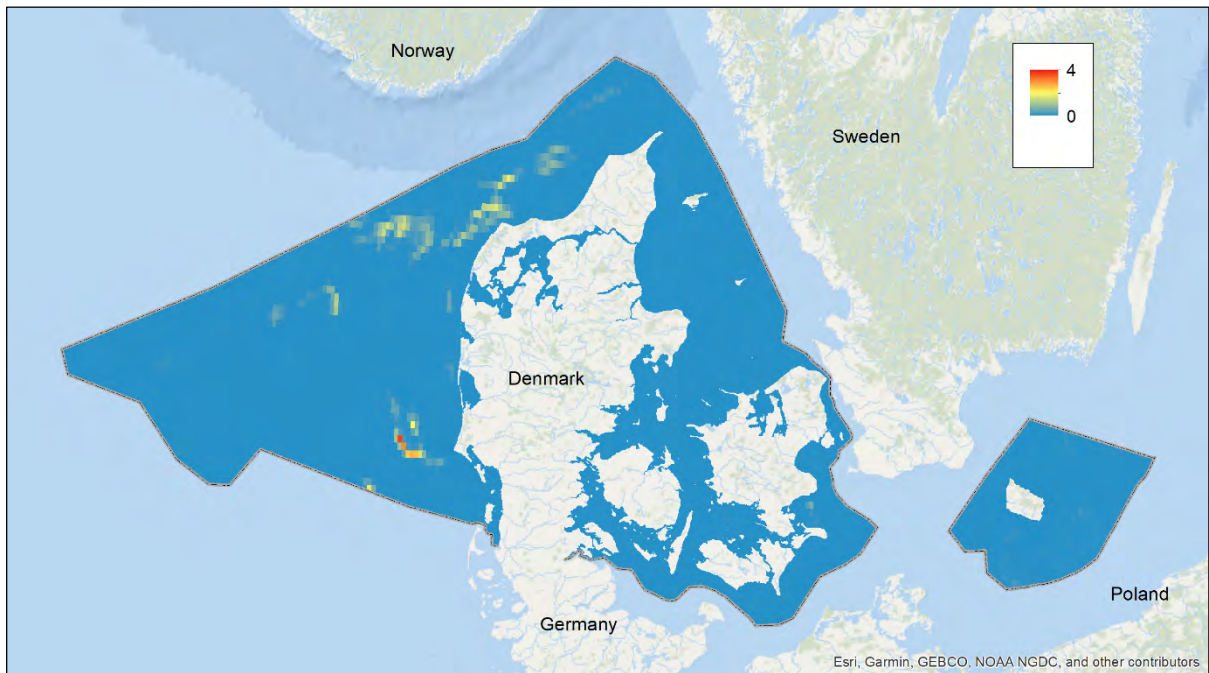 Norway
4
0
Sweden
Denmark
Poland
Germany
Esri, Garmin, GEBCO, NOAA NGDC, and other contributors